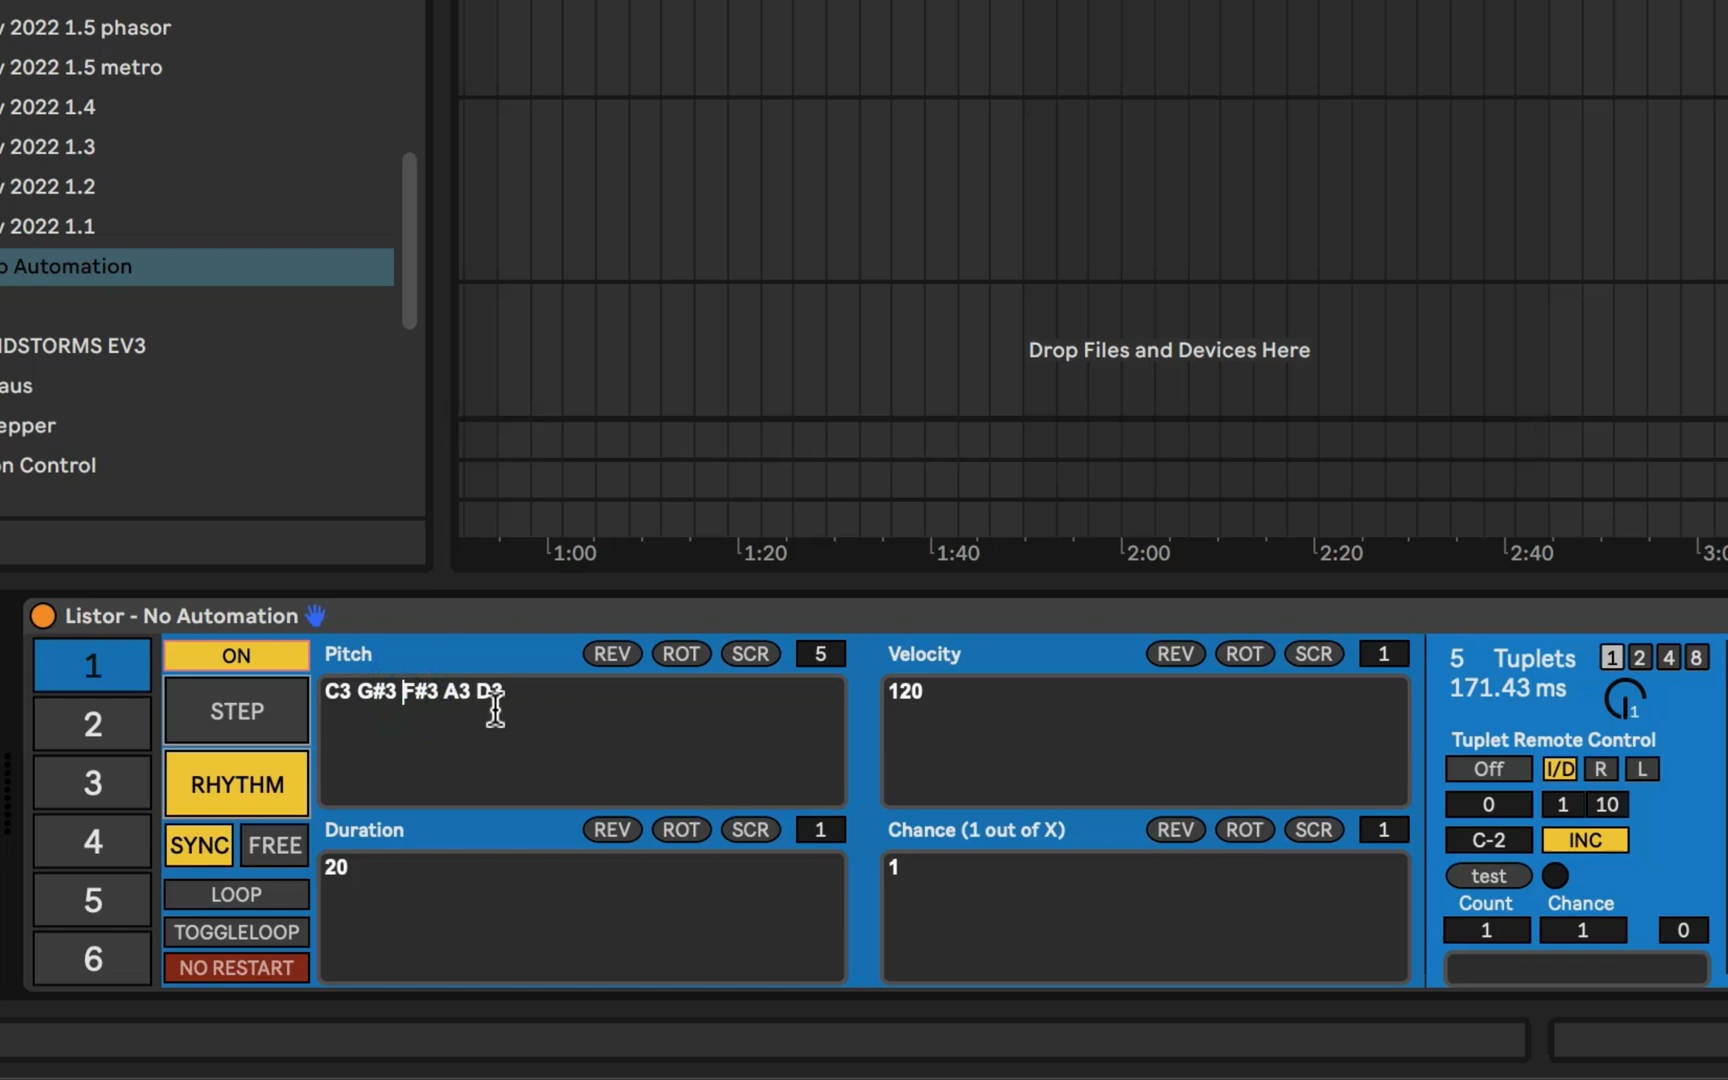 v 2022 1.5 phasor
v 2022 1.5 metro
v 2022 1.4
v 2022 1.3
v 2022 1.2
v 2022 1.1
o Automation
IDSTORMS EV3
aus
epper
on Control
Drop Files and Devices Here
1:00 1:20 1:40 2:00 2:20 2:40 3:0
Listor - No Automation
1
2
3
4
5
6
ON
STEP
RHYTHM
SYNC FREE
LOOP
TOGGLELOOP
NO RESTART
Pitch REV ROT SCR 5
C3 G#3 F#3 A3 D3
Duration REV ROT SCR 1
20
Velocity REV ROT SCR 1
120
Chance (1 out of X) REV ROT SCR 1
1
5 Tuplets 1 2 4 8
171.43 ms
1
Tuplet Remote Control
Off I/D R L
0 1 10
C-2 INC
test
Count Chance
1 1 0